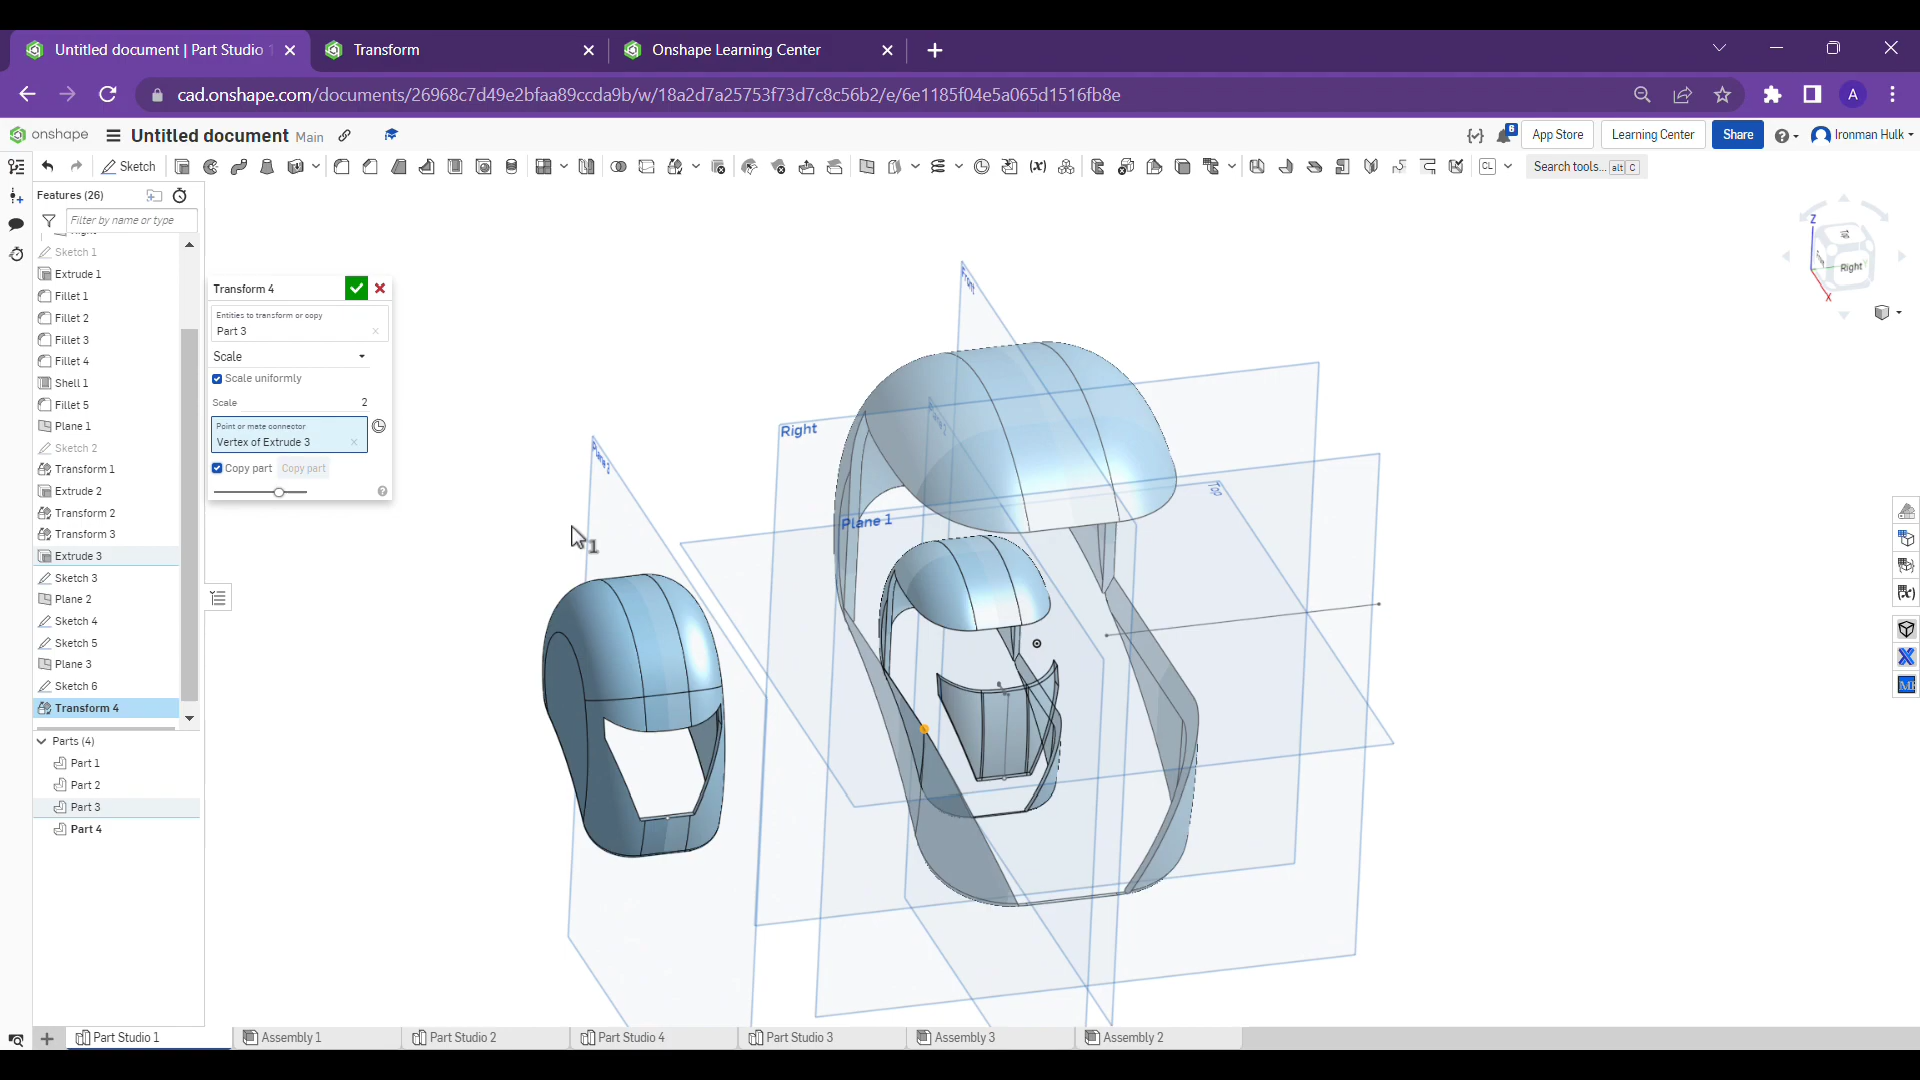 Untitled document | Part Studio 1
Transform
Onshape Learning Center
cad.onshape.com/documents/26968c7d49e2bfaa89ccda9b/w/18a2d7a25753f73d7c8c56b2/e/6e1185f04e5a065d1516fb8e
A
onshape
Untitled document Main
6
App Store
Learning Center
Share
Ironman Hulk
Sketch
CL
Search tools... alt C
Features (26)
Filter by name or type
Right
Sketch 1
Extrude 1
Fillet 1
Fillet 2
Fillet 3
Fillet 4
Shell 1
Fillet 5
Plane 1
Sketch 2
Transform 1
Extrude 2
Transform 2
Transform 3
Extrude 3
Sketch 3
Plane 2
Sketch 4
Sketch 5
Plane 3
Sketch 6
Transform 4
Parts (4)
Part 1
Part 2
Part 3
Part 4
Transform 4
Entities to transform or copy
Part 3
Scale
Scale uniformly
Scale 2
Point or mate connector
Vertex of Extrude 3
Copy part Copy part
Front
Right
Top
Plane 1
1
Z
Right
X
Part Studio 1
Assembly 1
Part Studio 2
Part Studio 4
Part Studio 3
Assembly 3
Assembly 2